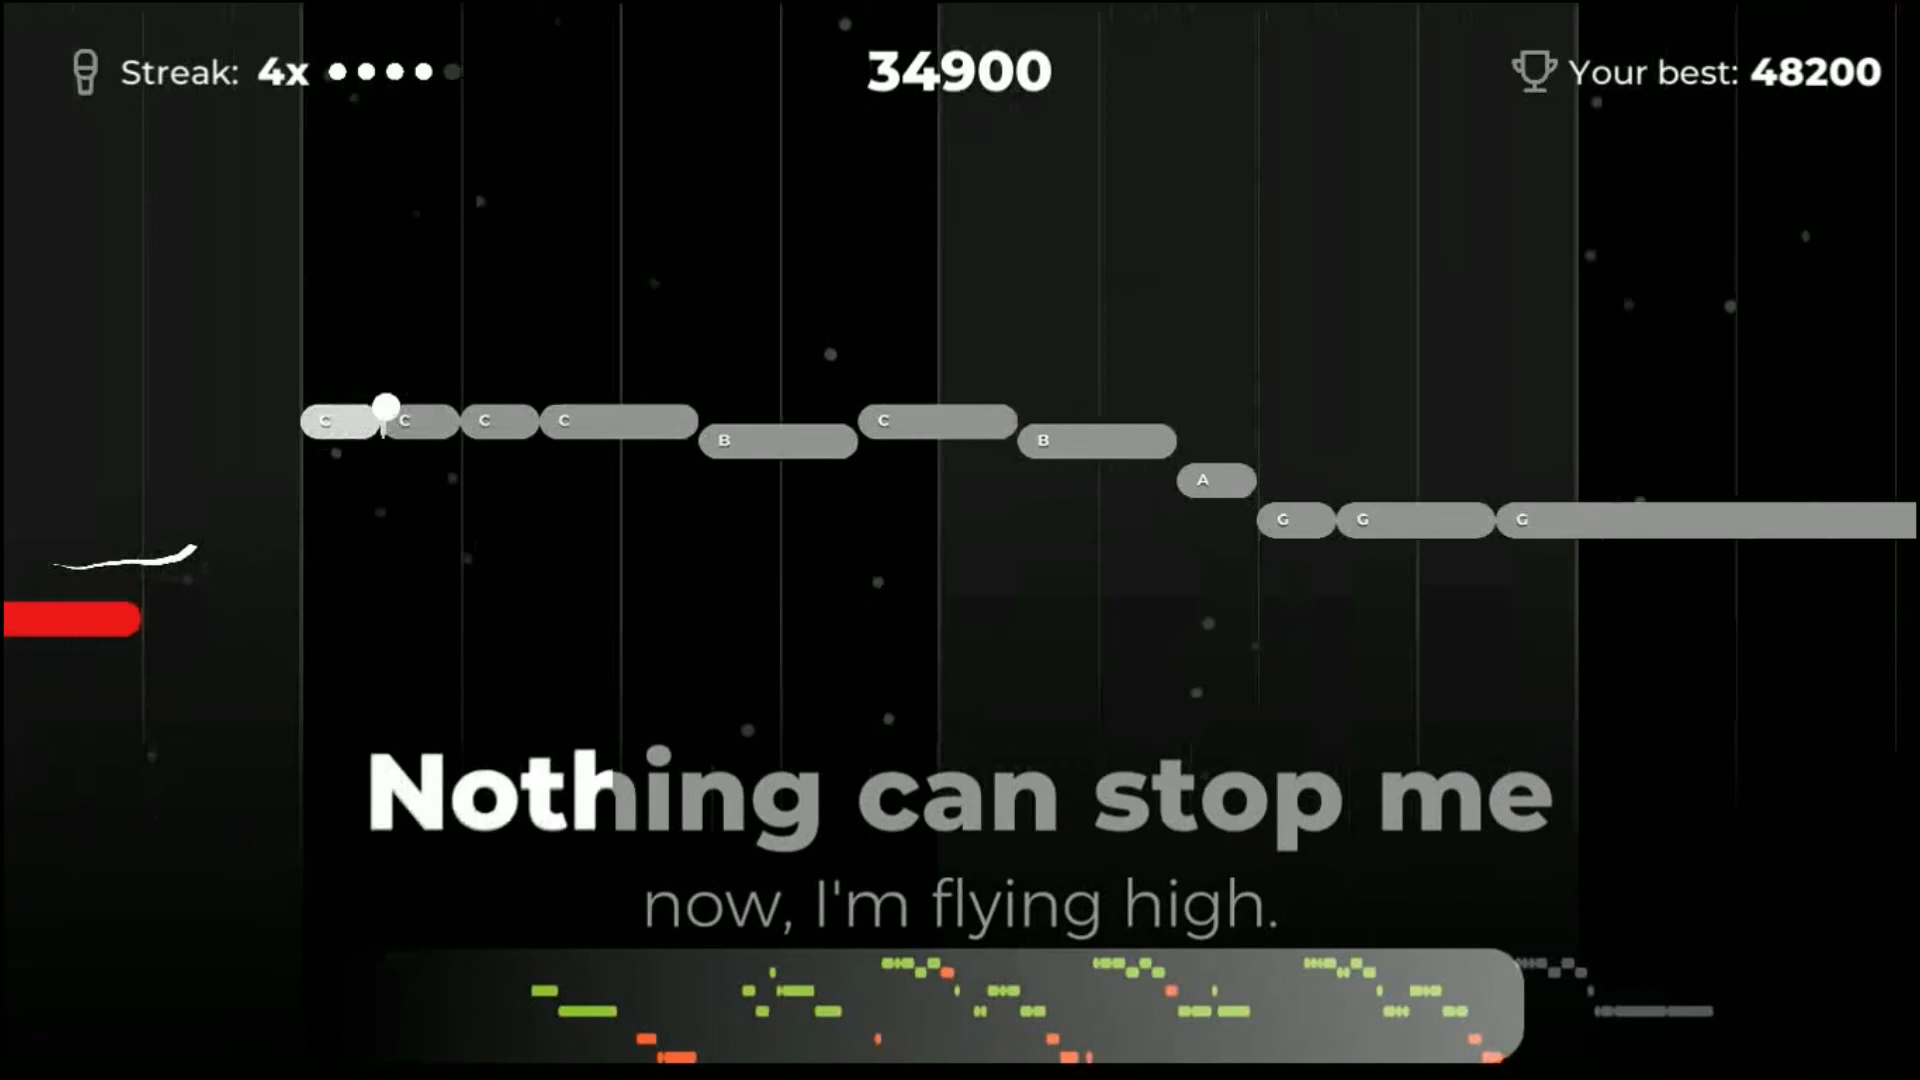 Streak: 4x 34900 Your best: 48200
C C C C B C B A G G G
Nothing can stop me
now, I'm flying high.